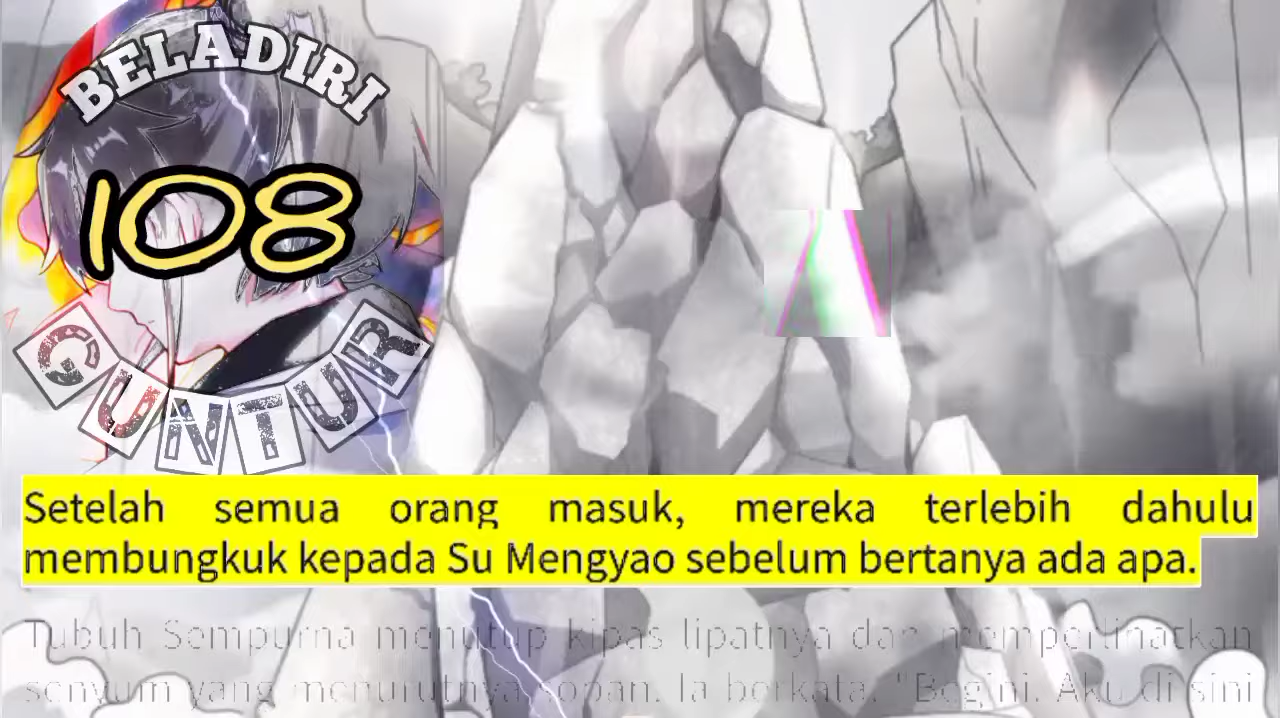 BELADIRI
108
GUNTUR
Setelah semua orang masuk, mereka terlebih dahulu
membungkuk kepada Su Mengyao sebelum bertanya ada apa.
Tubuh Sempurna menutup kipas lipatnya dan memperlihatkan
senyum yang menurutnya sopan. Ia berkata, "Begini. Aku di sini